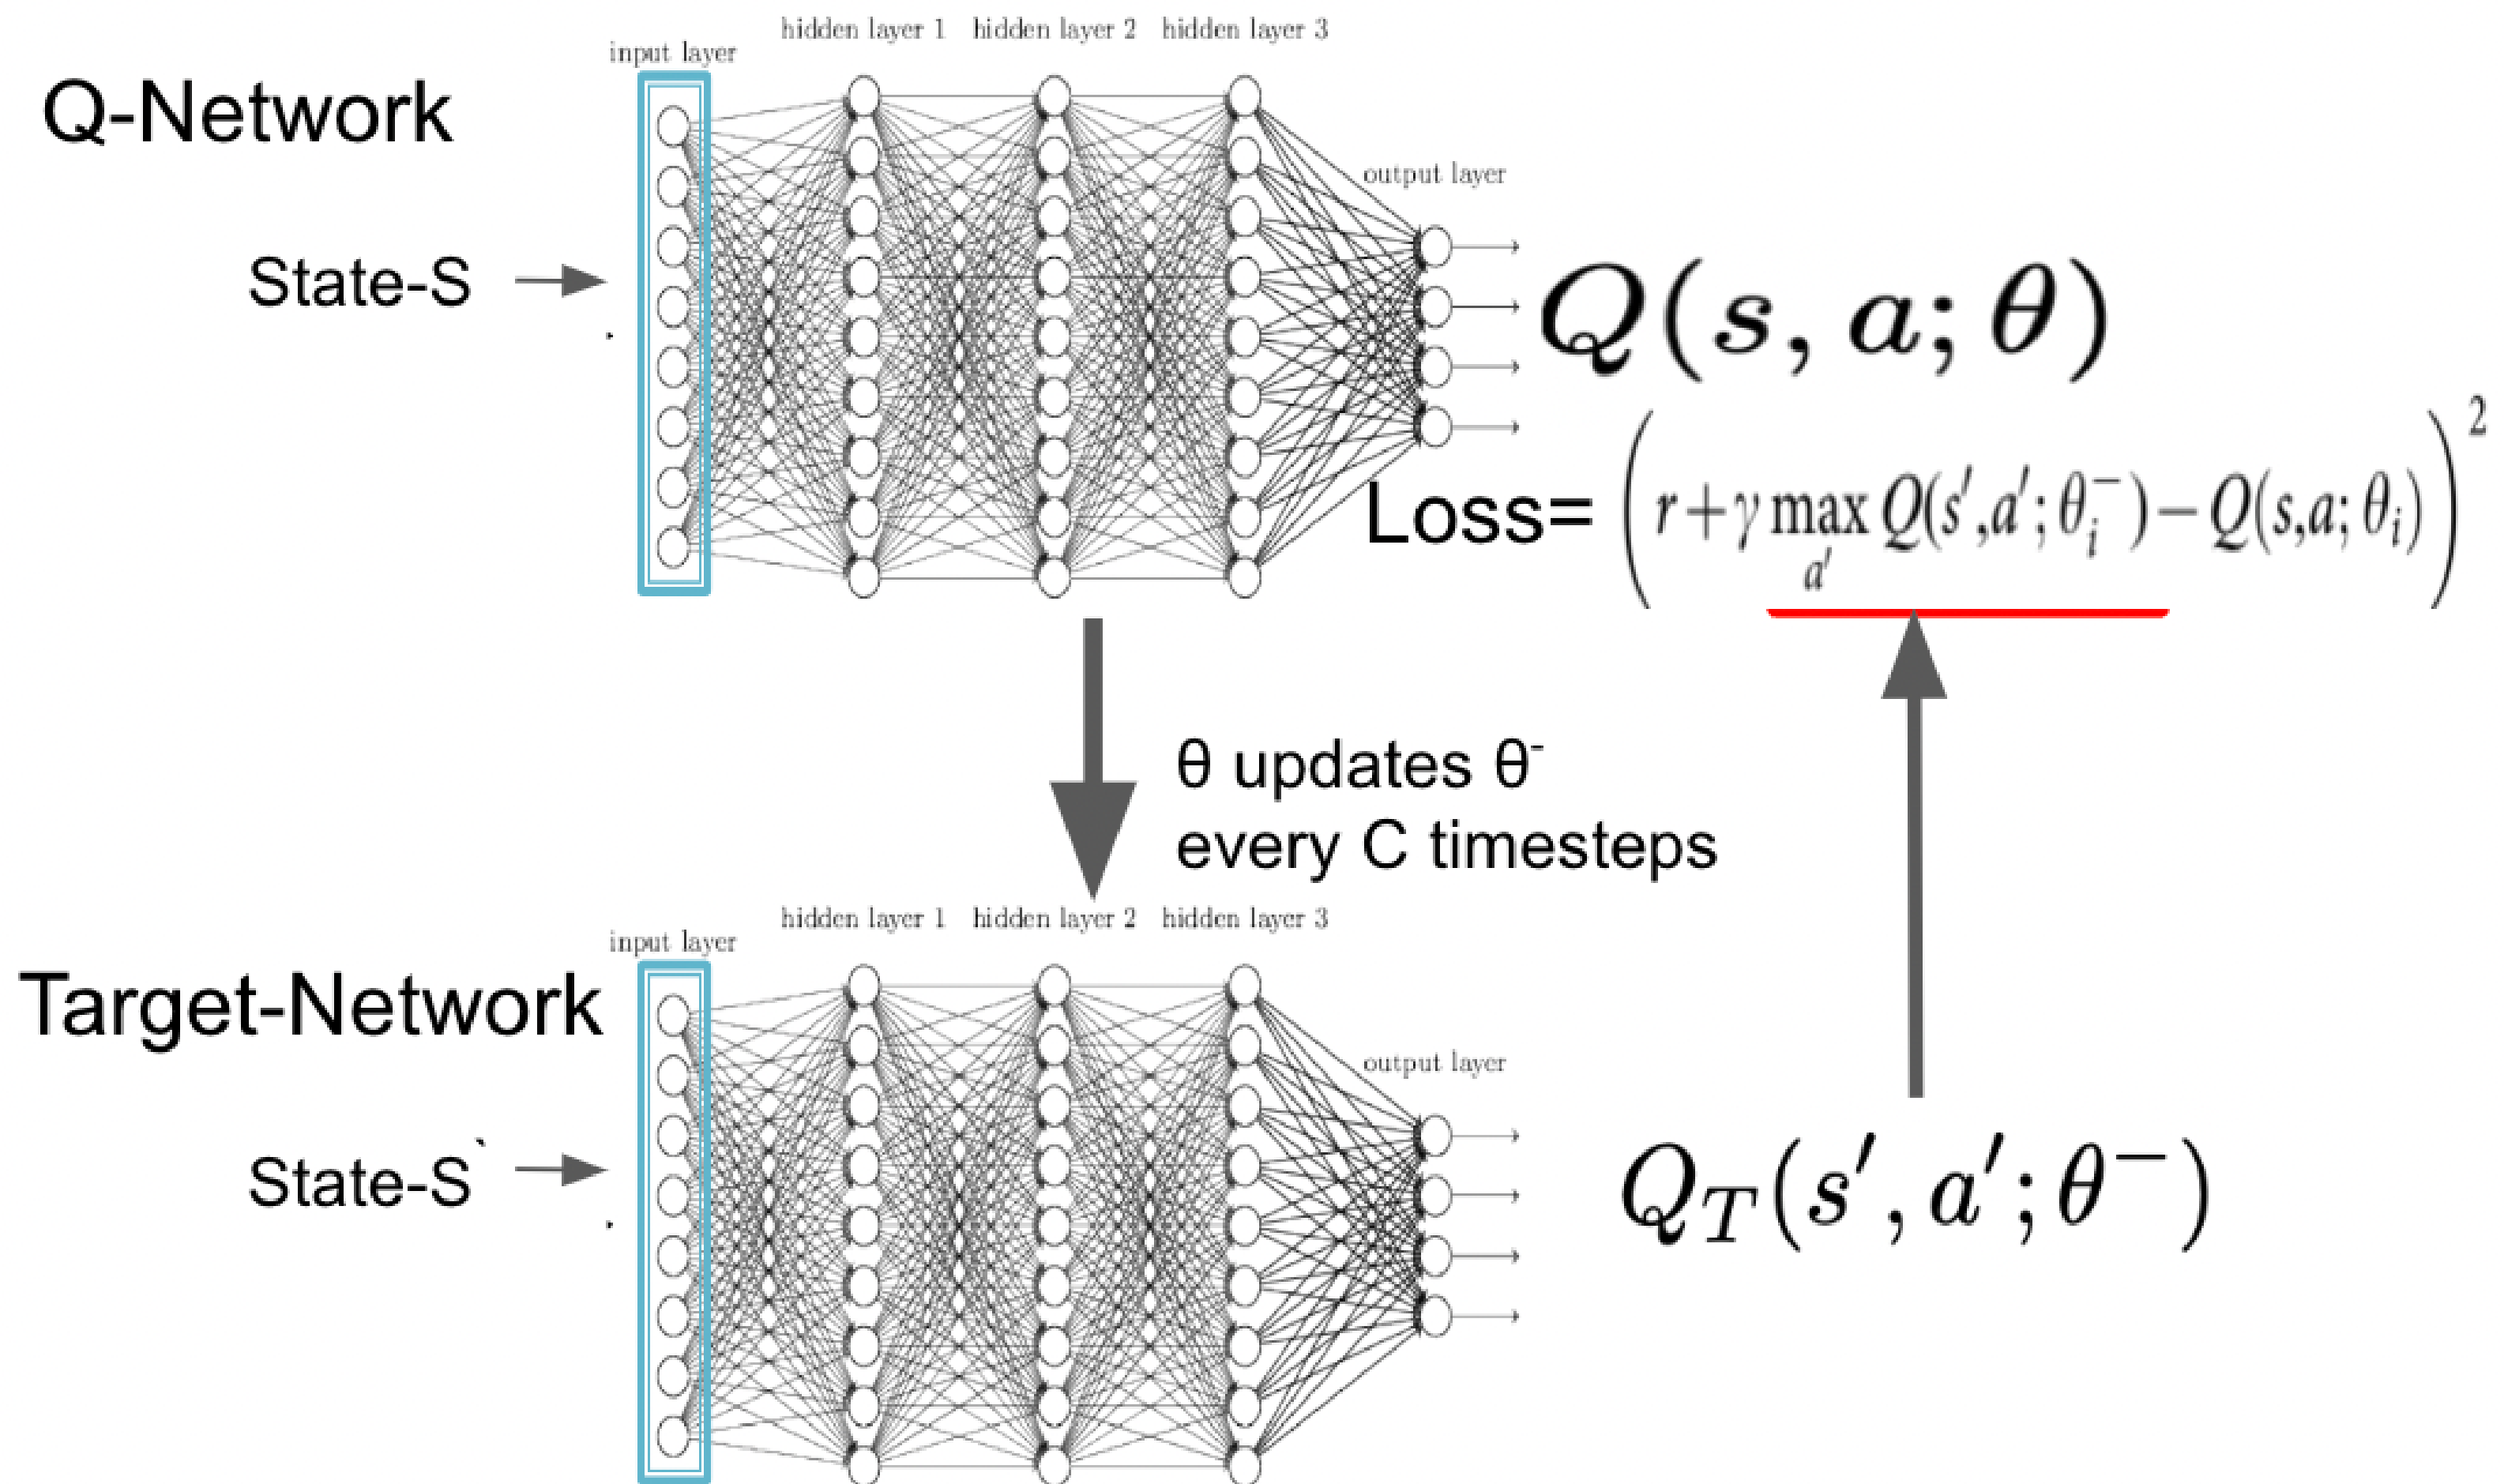 hidden layer 1 hidden layer 2 hidden layer 3
input layer
Q-Network
output layer
State-S
Q(s, a; θ)
Loss= (r + γ max_{a′} Q(s′,a′; θ_i^−) − Q(s,a; θ_i))^2
θ updates θ^-
every C timesteps
hidden layer 1 hidden layer 2 hidden layer 3
input layer
Target-Network
output layer
State-S`
Q_T(s′, a′; θ^−)